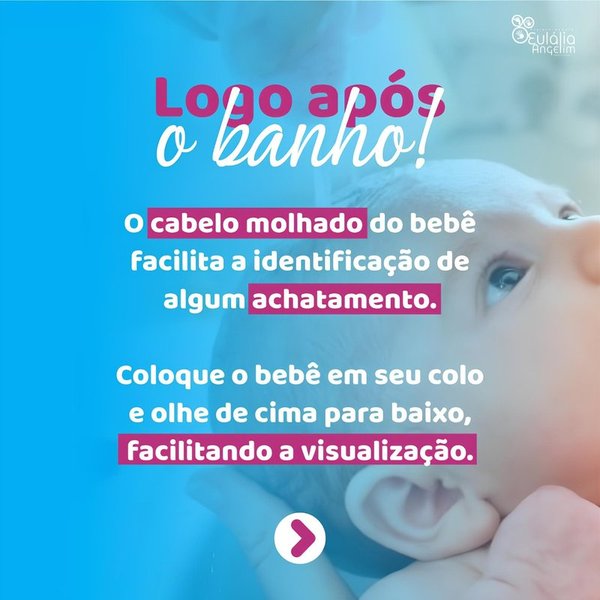 Eulália
Angelim
Logo após
o banho!
O cabelo molhado do bebê
facilita a identificação de
algum achatamento.
Coloque o bebê em seu colo
e olhe de cima para baixo,
facilitando a visualização.